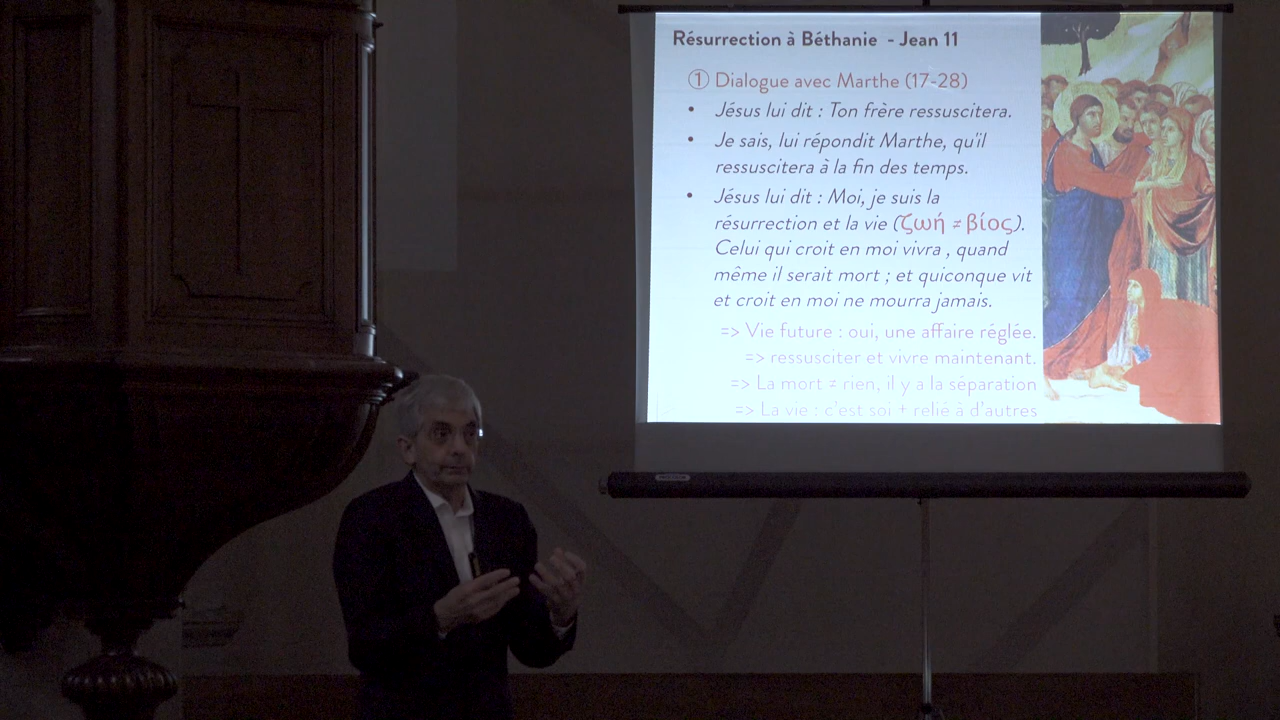 Résurrection à Béthanie - Jean 11
① Dialogue avec Marthe (17-28)
• Jésus lui dit : Ton frère ressuscitera.
• Je sais, lui répondit Marthe, qu'il
ressuscitera à la fin des temps.
• Jésus lui dit : Moi, je suis la
résurrection et la vie (ζωή ≠ βίος).
Celui qui croit en moi vivra , quand
même il serait mort ; et quiconque vit
et croit en moi ne mourra jamais.
=> Vie future : oui, une affaire réglée.
=> ressusciter et vivre maintenant.
=> La mort ≠ rien, il y a la séparation
=> La vie : c'est soi + relié à d'autres